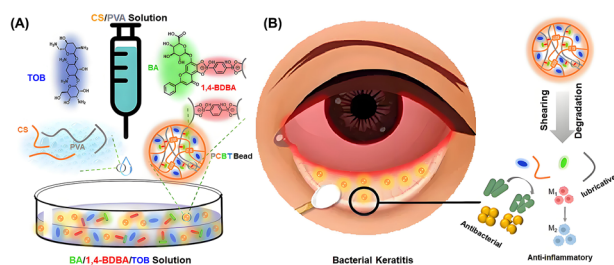 (A)
CS/PVA Solution
TOB
BA
1,4-BDBA
CS
PVA
PCBT Bead
BA/1,4-BDBA/TOB Solution
(B)
Bacterial Keratitis
Shearing
Degradation
lubricative
Antibacterial
M1
M2
Anti-inflammatory